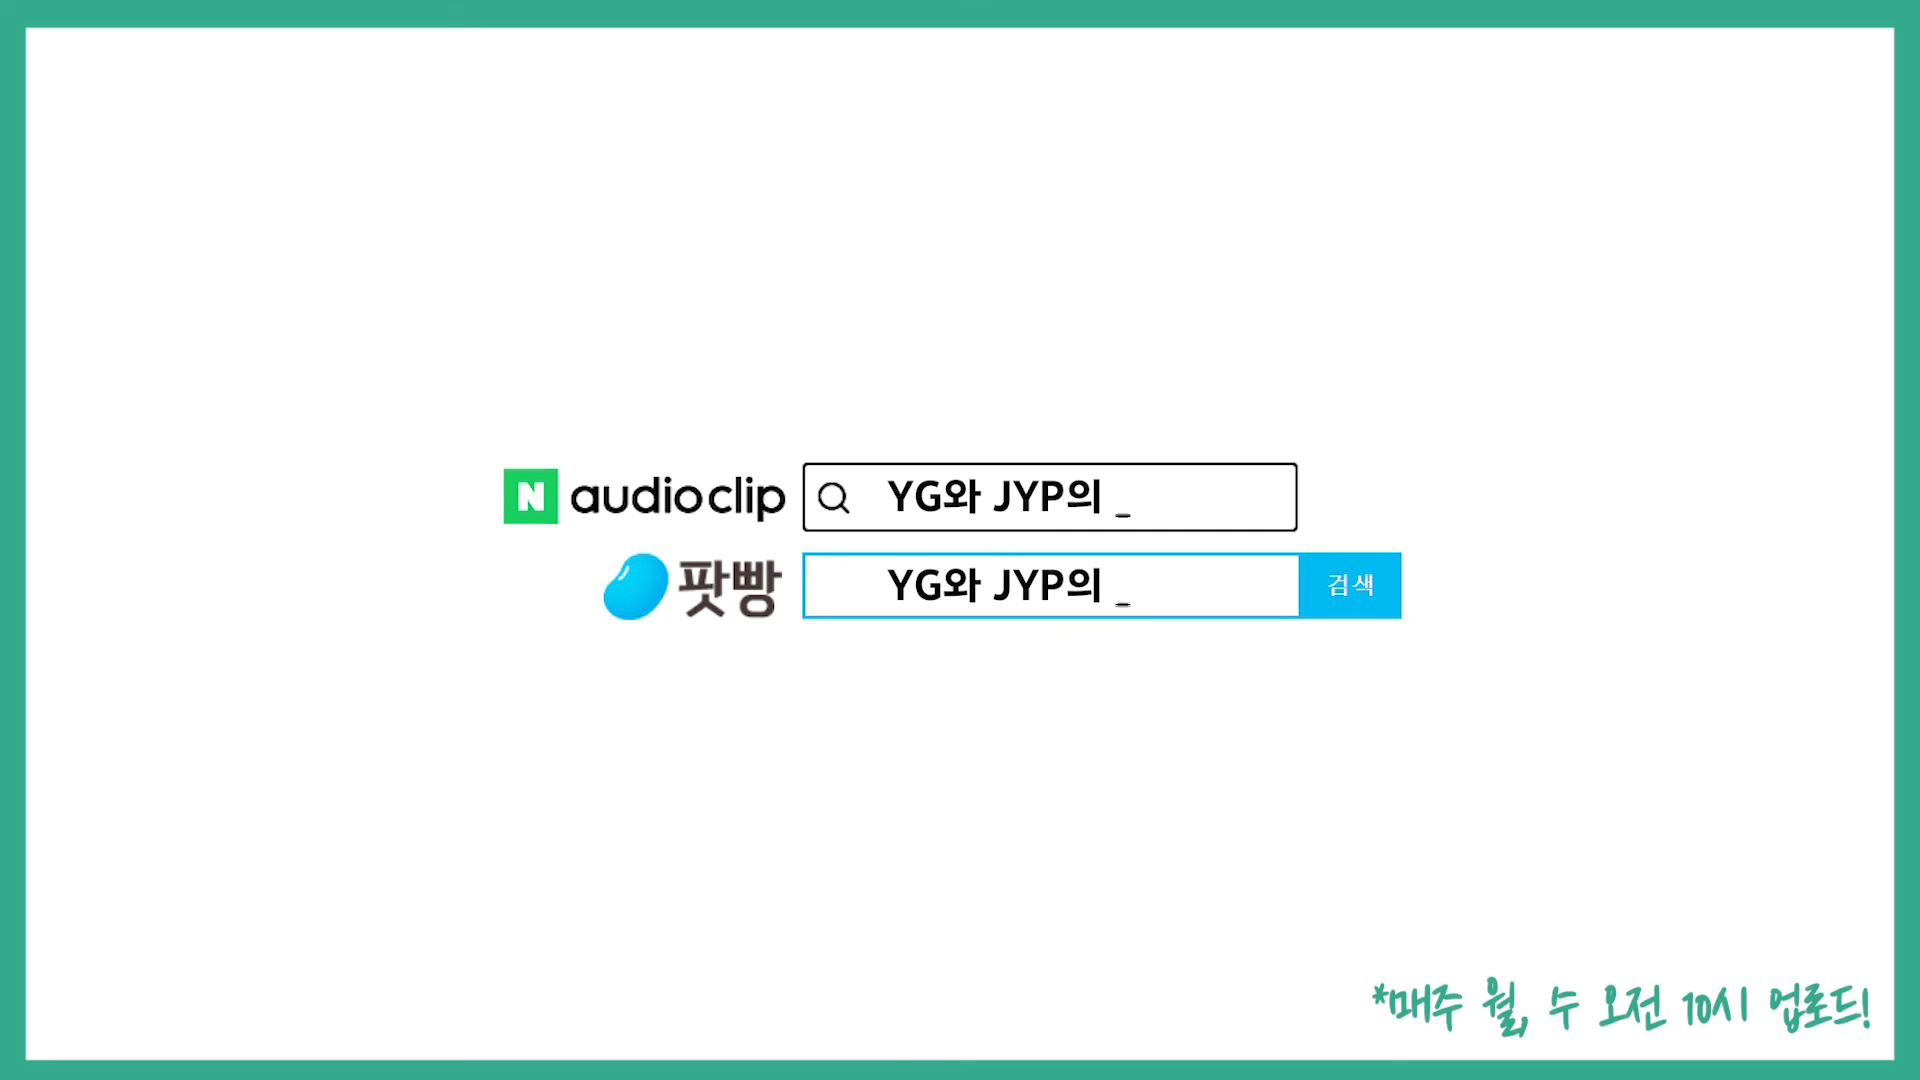 N audioclip YG와 JYP의 _
팟빵 YG와 JYP의 _ 검색
*매주 월, 수 오전 10시 업로드!